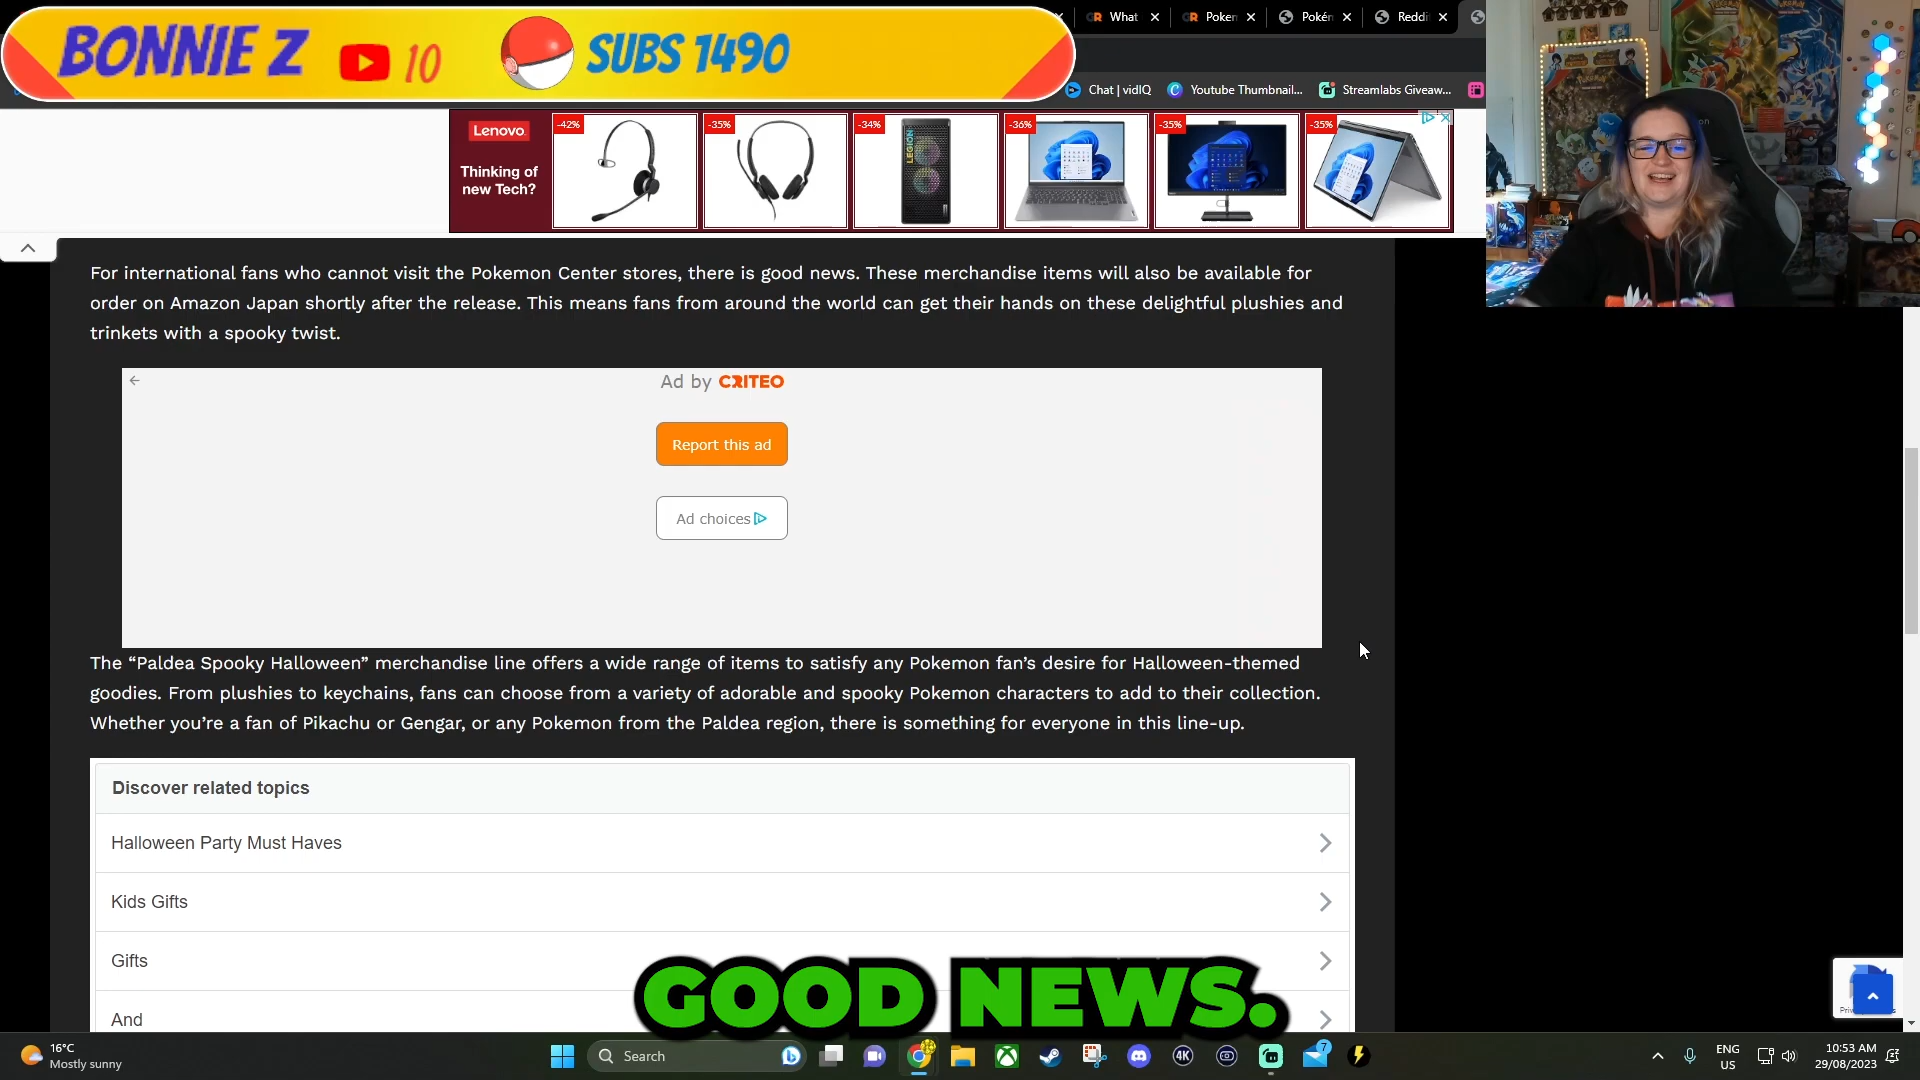 BONNIE Z 10 SUBS 1490
What
Poken
Pokén
Reddi
Chat | vidIQ
Youtube Thumbnail...
Streamlabs Giveaw...
Lenovo
Thinking of
new Tech?
-42%
-35%
-34%
-36%
-35%
-35%
LEGION
For international fans who cannot visit the Pokemon Center stores, there is good news. These merchandise items will also be available for
order on Amazon Japan shortly after the release. This means fans from around the world can get their hands on these delightful plushies and
trinkets with a spooky twist.
Ad by CRITEO
Report this ad
Ad choices
The “Paldea Spooky Halloween” merchandise line offers a wide range of items to satisfy any Pokemon fan’s desire for Halloween-themed
goodies. From plushies to keychains, fans can choose from a variety of adorable and spooky Pokemon characters to add to their collection.
Whether you’re a fan of Pikachu or Gengar, or any Pokemon from the Paldea region, there is something for everyone in this line-up.
Discover related topics
Halloween Party Must Haves
Kids Gifts
Gifts
And
GOOD NEWS.
16°C
Mostly sunny
Search
4K
7
ENG
US
10:53 AM
29/08/2023